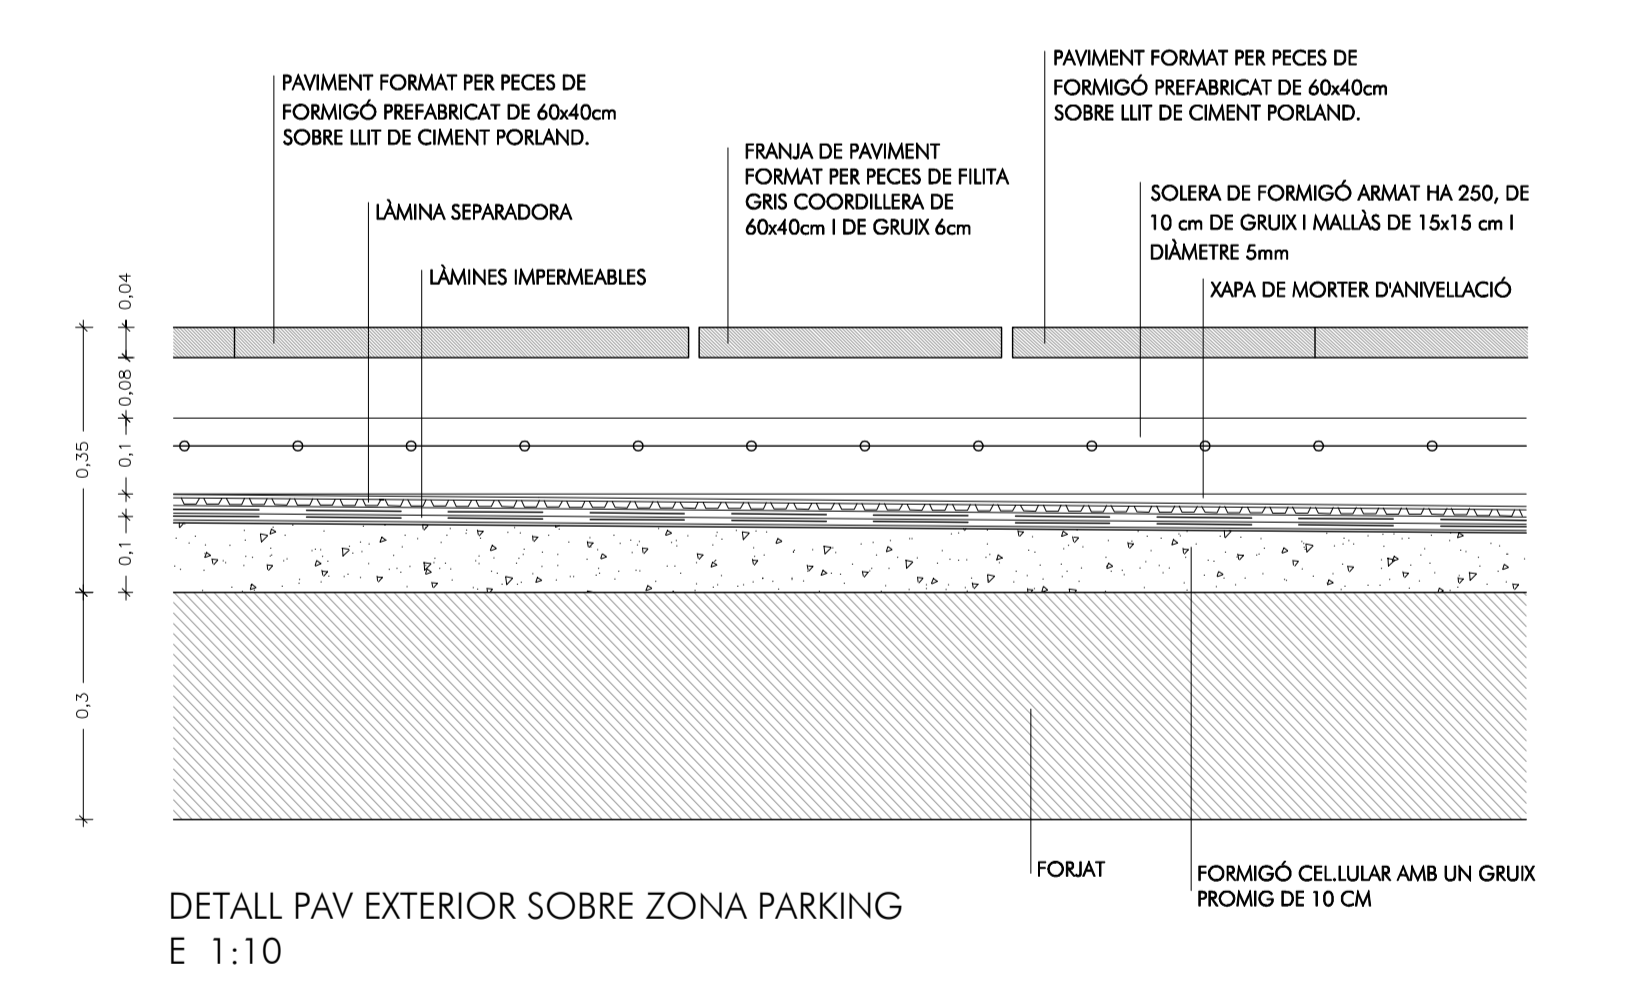 PAVIMENT FORMAT PER PECES DE
FORMIGÓ PREFABRICAT DE 60x40cm
SOBRE LLIT DE CIMENT PORLAND.
PAVIMENT FORMAT PER PECES DE
FORMIGÓ PREFABRICAT DE 60x40cm
SOBRE LLIT DE CIMENT PORLAND.
FRANJA DE PAVIMENT
FORMAT PER PECES DE FILITA
GRIS COORDILLERA DE
60x40cm I DE GRUIX 6cm
SOLERA DE FORMIGÓ ARMAT HA 250, DE
10 cm DE GRUIX I MALLÀS DE 15x15 cm I
DIÀMETRE 5mm
LÀMINA SEPARADORA
LÀMINES IMPERMEABLES
XAPA DE MORTER D'ANIVELLACIÓ
0,04
0,08
0,1
0,1
0,35
0,3
FORJAT
FORMIGÓ CEL.LULAR AMB UN GRUIX
PROMIG DE 10 CM
DETALL PAV EXTERIOR SOBRE ZONA PARKING
E 1:10